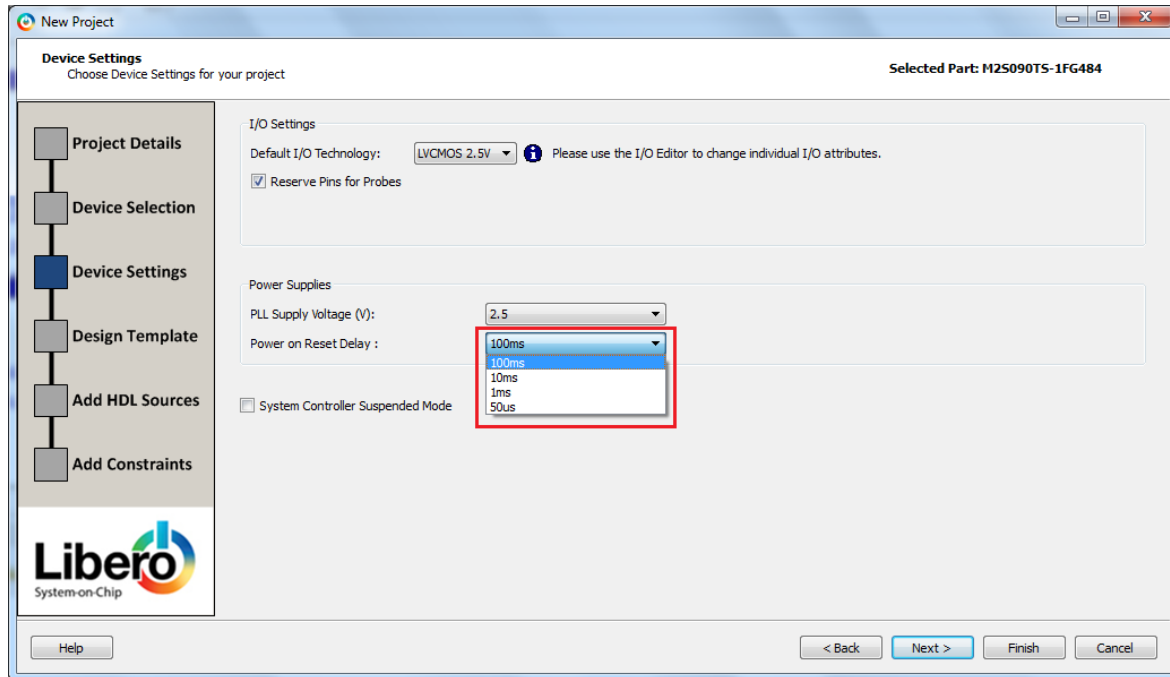 New Project
Device Settings
Choose Device Settings for your project
Selected Part: M2S090TS-1FG484
Project Details
Device Selection
Device Settings
Design Template
Add HDL Sources
Add Constraints
Libero
System-on-Chip
I/O Settings
Default I/O Technology: LVCMOS 2.5V Please use the I/O Editor to change individual I/O attributes.
Reserve Pins for Probes
Power Supplies
PLL Supply Voltage (V): 2.5
Power on Reset Delay : 100ms
100ms
10ms
1ms
50us
System Controller Suspended Mode
Help < Back Next > Finish Cancel